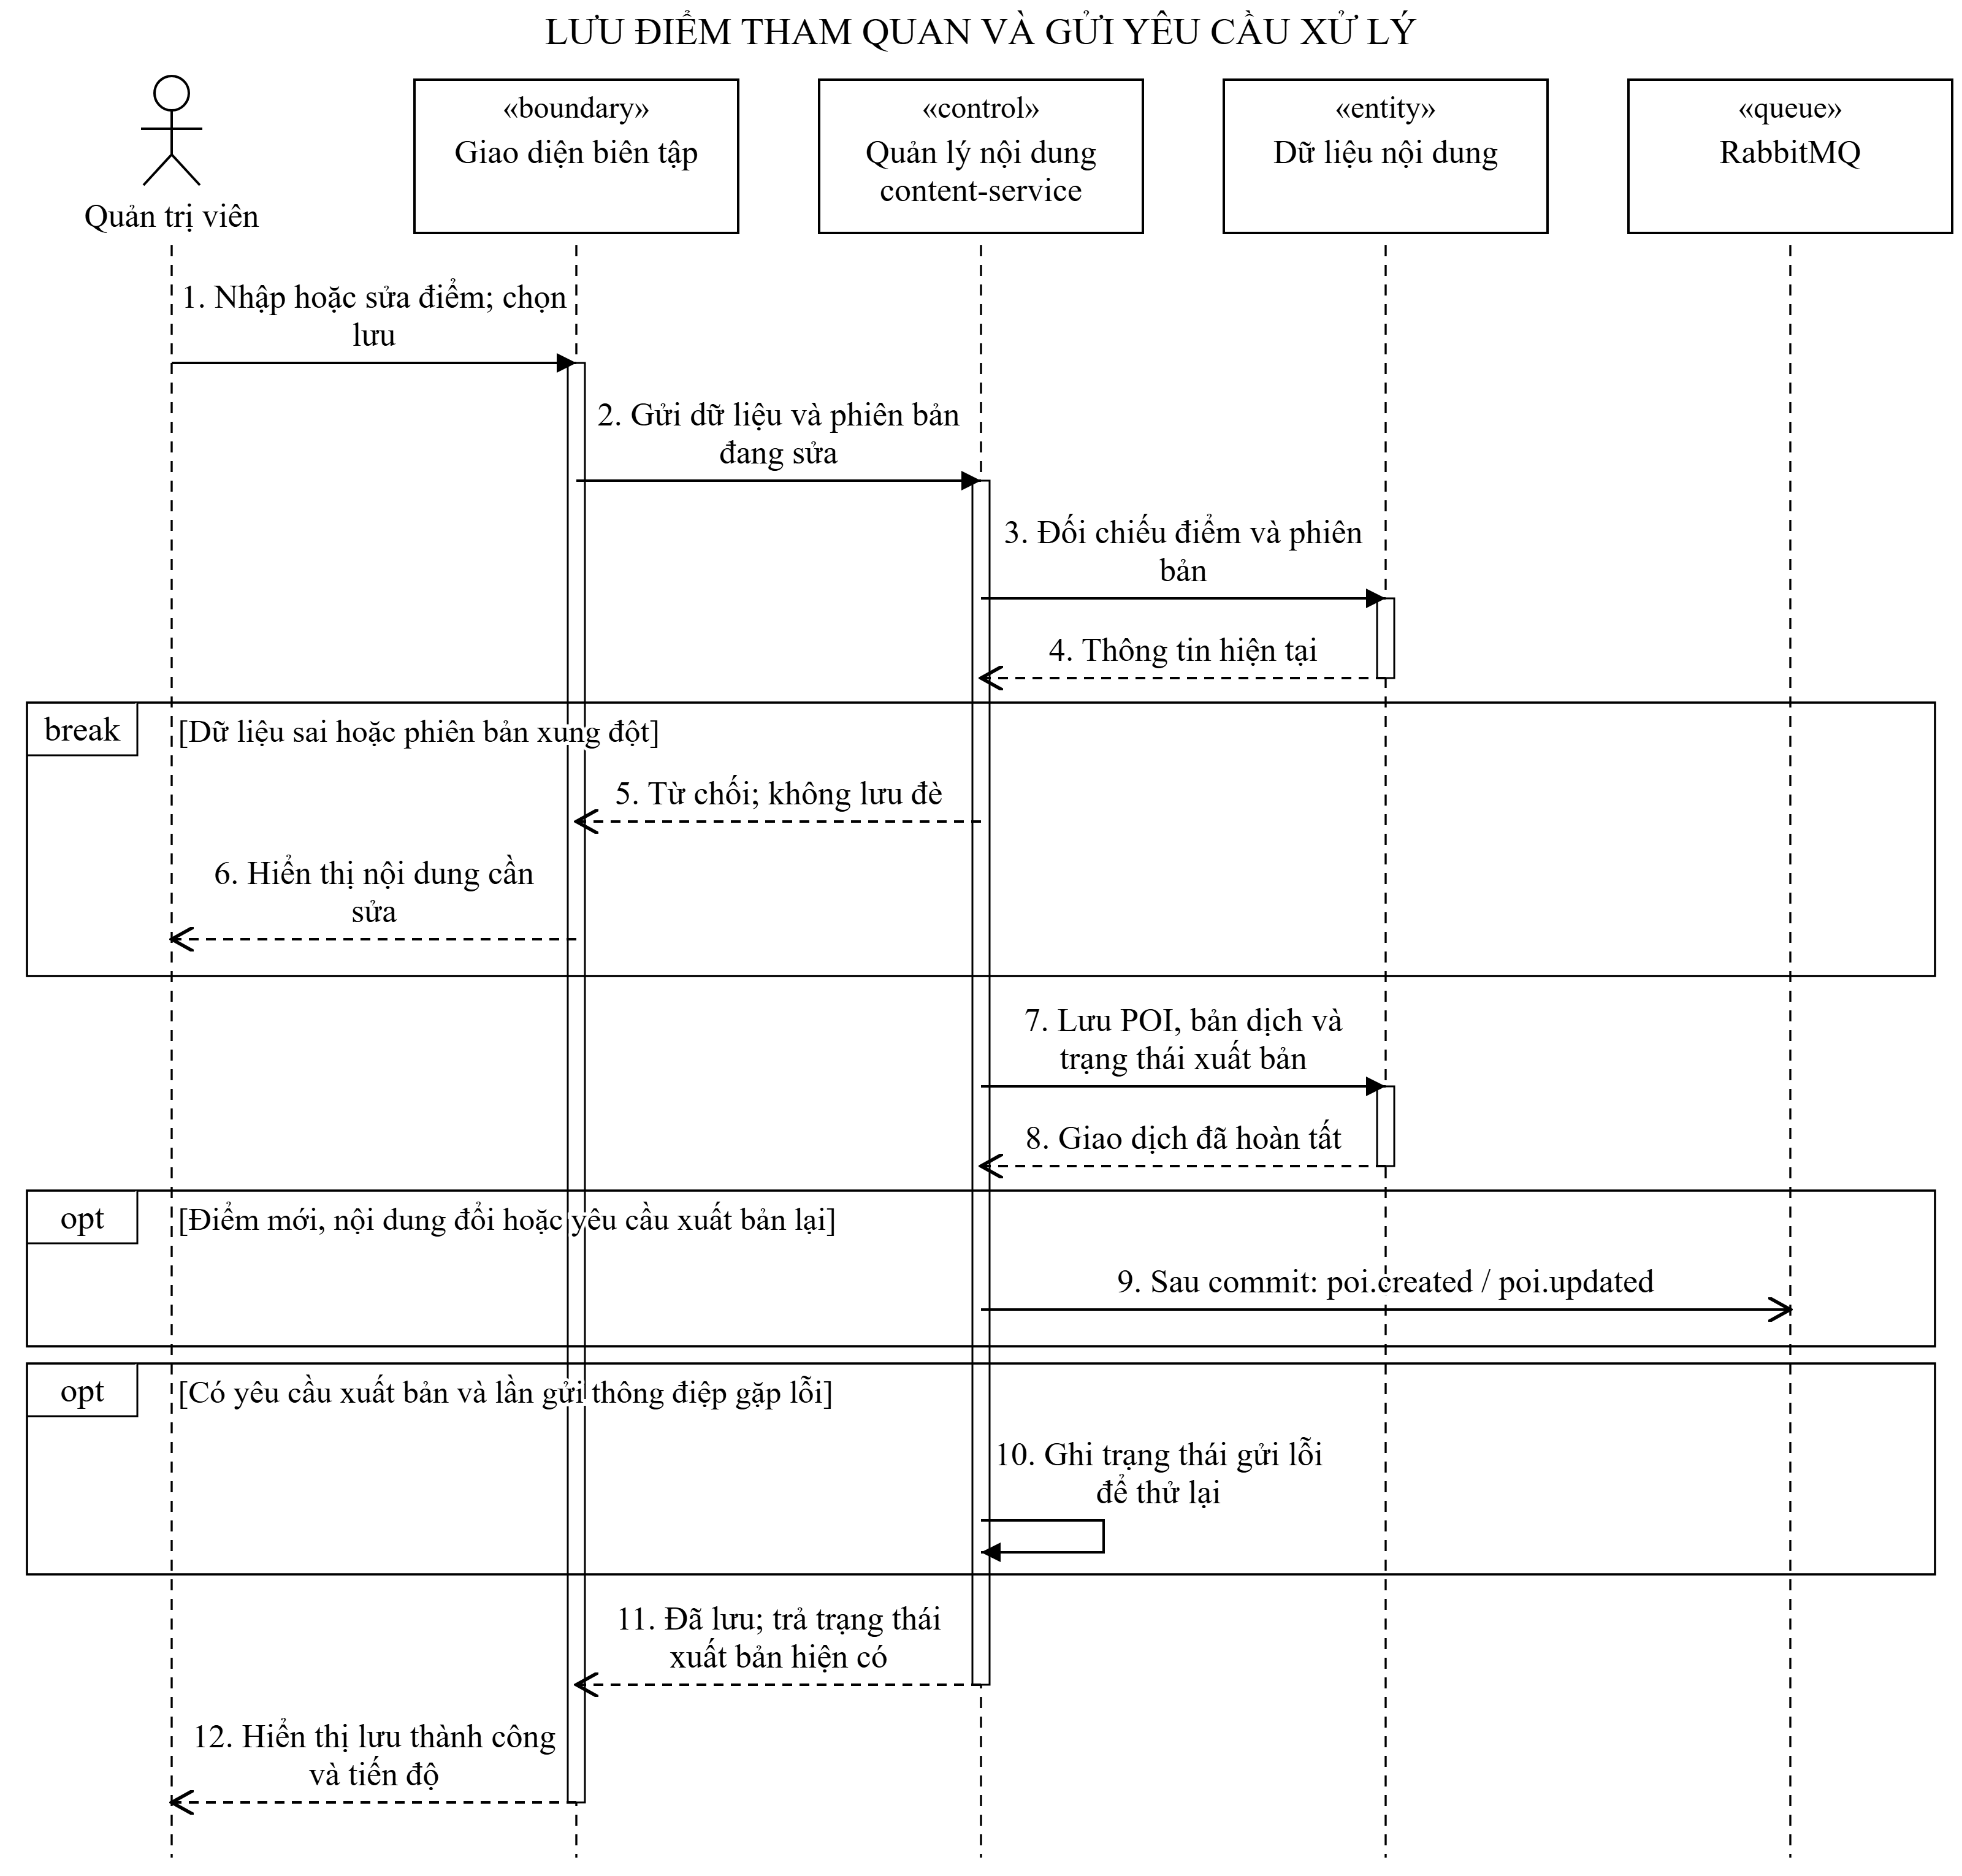 LƯU ĐIỂM THAM QUAN VÀ GỬI YÊU CẦU XỬ LÝ
Quản trị viên
«boundary»
Giao diện biên tập
«control»
Quản lý nội dung
content-service
«entity»
Dữ liệu nội dung
«queue»
RabbitMQ
1. Nhập hoặc sửa điểm; chọn
lưu
2. Gửi dữ liệu và phiên bản
đang sửa
3. Đối chiếu điểm và phiên
bản
4. Thông tin hiện tại
break
[Dữ liệu sai hoặc phiên bản xung đột]
5. Từ chối; không lưu đè
6. Hiển thị nội dung cần
sửa
7. Lưu POI, bản dịch và
trạng thái xuất bản
8. Giao dịch đã hoàn tất
opt
[Điểm mới, nội dung đổi hoặc yêu cầu xuất bản lại]
9. Sau commit: poi.created / poi.updated
opt
[Có yêu cầu xuất bản và lần gửi thông điệp gặp lỗi]
10. Ghi trạng thái gửi lỗi
để thử lại
11. Đã lưu; trả trạng thái
xuất bản hiện có
12. Hiển thị lưu thành công
và tiến độ